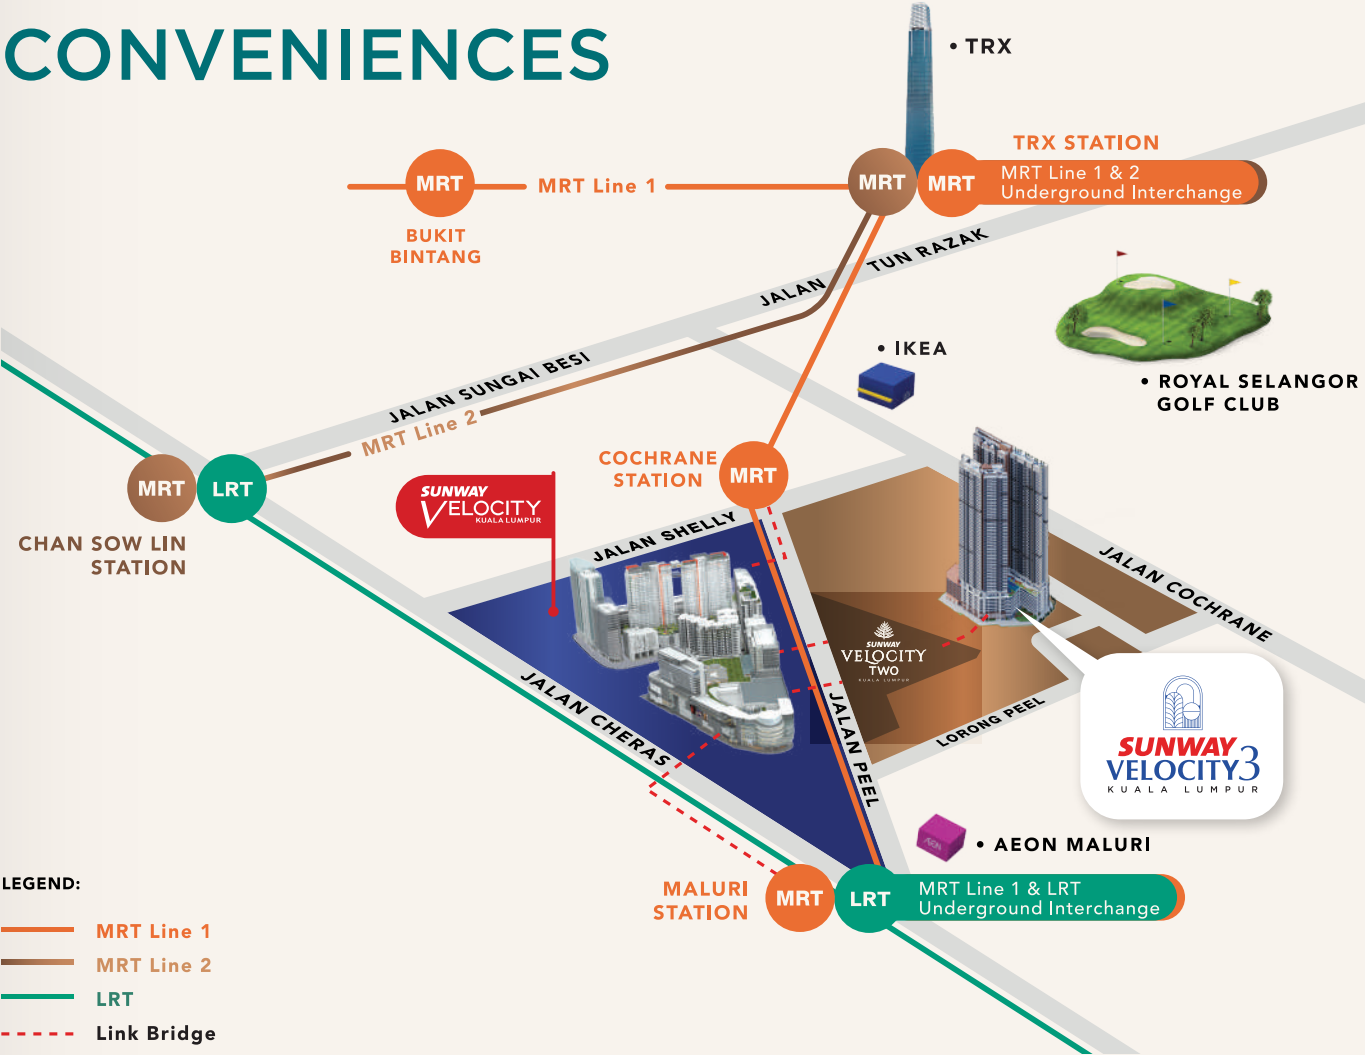 CONVENIENCES
• TRX
TRX STATION
MRT
MRT Line 1
MRT
MRT
MRT Line 1 & 2
Underground Interchange
BUKIT
BINTANG
JALAN TUN RAZAK
• IKEA
• ROYAL SELANGOR
GOLF CLUB
JALAN SUNGAI BESI
MRT Line 2
COCHRANE
STATION
MRT
MRT
LRT
CHAN SOW LIN
STATION
SUNWAY
VELOCITY
KUALA LUMPUR
JALAN SHELLY
JALAN COCHRANE
SUNWAY
VELOCITY
TWO
KUALA LUMPUR
JALAN CHERAS
JALAN PEEL
LORONG PEEL
SUNWAY
VELOCITY3
KUALA LUMPUR
AEON
• AEON MALURI
MALURI
STATION
MRT
LRT
MRT Line 1 & LRT
Underground Interchange
LEGEND:
MRT Line 1
MRT Line 2
LRT
Link Bridge